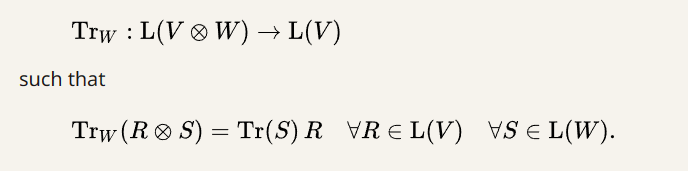 Tr_W : L(V ⊗ W) → L(V)
such that
Tr_W(R ⊗ S) = Tr(S) R ∀R ∈ L(V) ∀S ∈ L(W).